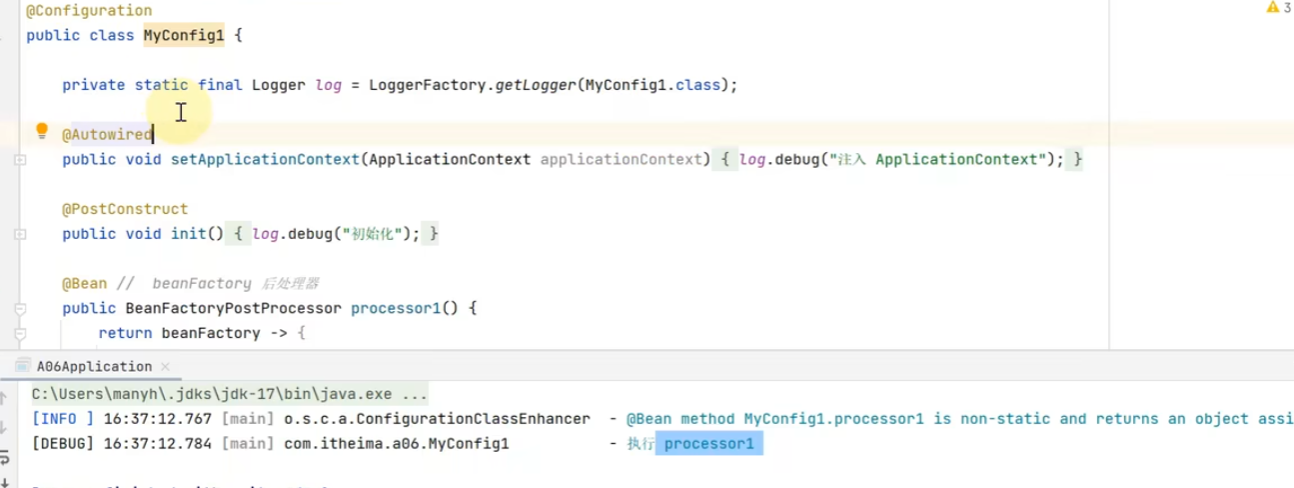 @Configuration
3
public class MyConfig1 {
private static final Logger log = LoggerFactory.getLogger(MyConfig1.class);
@Autowired
public void setApplicationContext(ApplicationContext applicationContext) { log.debug("注入 ApplicationContext"); }
@PostConstruct
public void init() { log.debug("初始化"); }
@Bean // beanFactory 后处理器
public BeanFactoryPostProcessor processor1() {
return beanFactory -> {
A06Application ×
C:\Users\manyh\.jdks\jdk-17\bin\java.exe ...
[INFO ] 16:37:12.767 [main] o.s.c.a.ConfigurationClassEnhancer - @Bean method MyConfig1.processor1 is non-static and returns an object assi
[DEBUG] 16:37:12.784 [main] com.itheima.a06.MyConfig1 - 执行 processor1